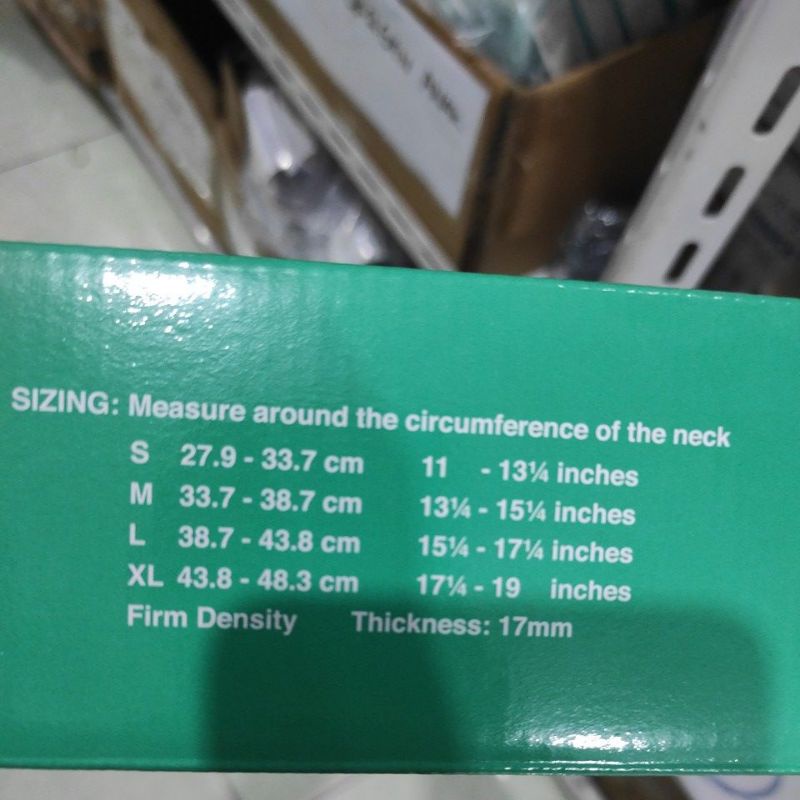 SIZING: Measure around the circumference of the neck
S 27.9 - 33.7 cm 11 - 13¼ inches
M 33.7 - 38.7 cm 13¼ - 15¼ inches
L 38.7 - 43.8 cm 15¼ - 17¼ inches
XL 43.8 - 48.3 cm 17¼ - 19 inches
Firm Density Thickness: 17mm